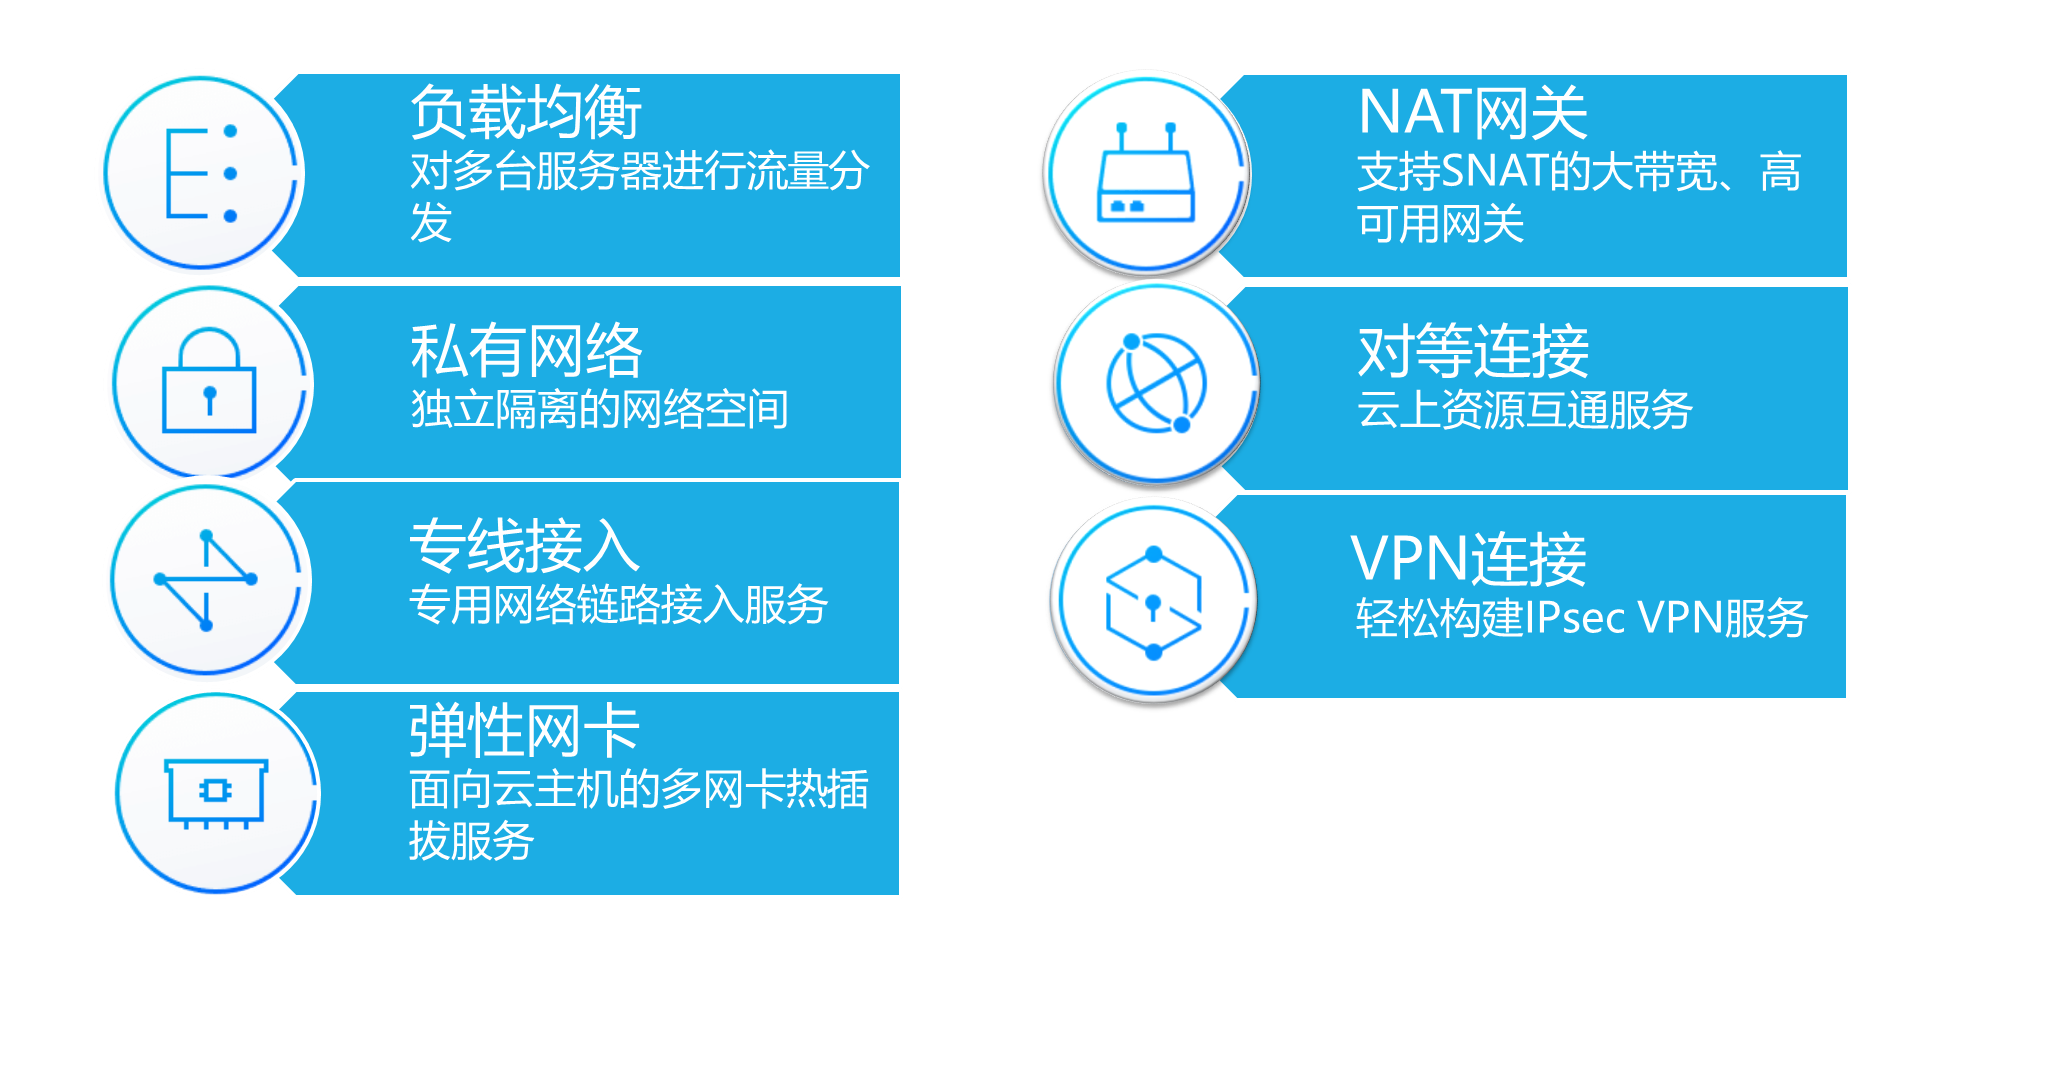 负载均衡
对多台服务器进行流量分
发
私有网络
独立隔离的网络空间
专线接入
专用网络链路接入服务
弹性网卡
面向云主机的多网卡热插
拔服务
NAT网关
支持SNAT的大带宽、高
可用网关
对等连接
云上资源互通服务
VPN连接
轻松构建IPsec VPN服务